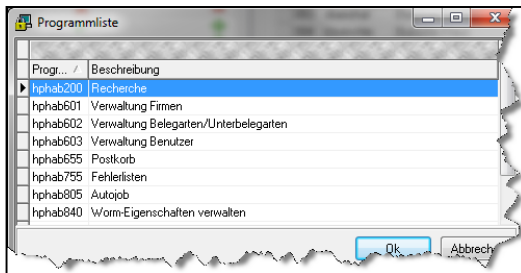 Programmliste
Progr... Beschreibung
hphab200 Recherche
hphab601 Verwaltung Firmen
hphab602 Verwaltung Belegarten/Unterbelegarten
hphab603 Verwaltung Benutzer
hphab655 Postkorb
hphab755 Fehlerlisten
hphab805 Autojob
hphab840 Worm-Eigenschaften verwalten
Ok Abbrech